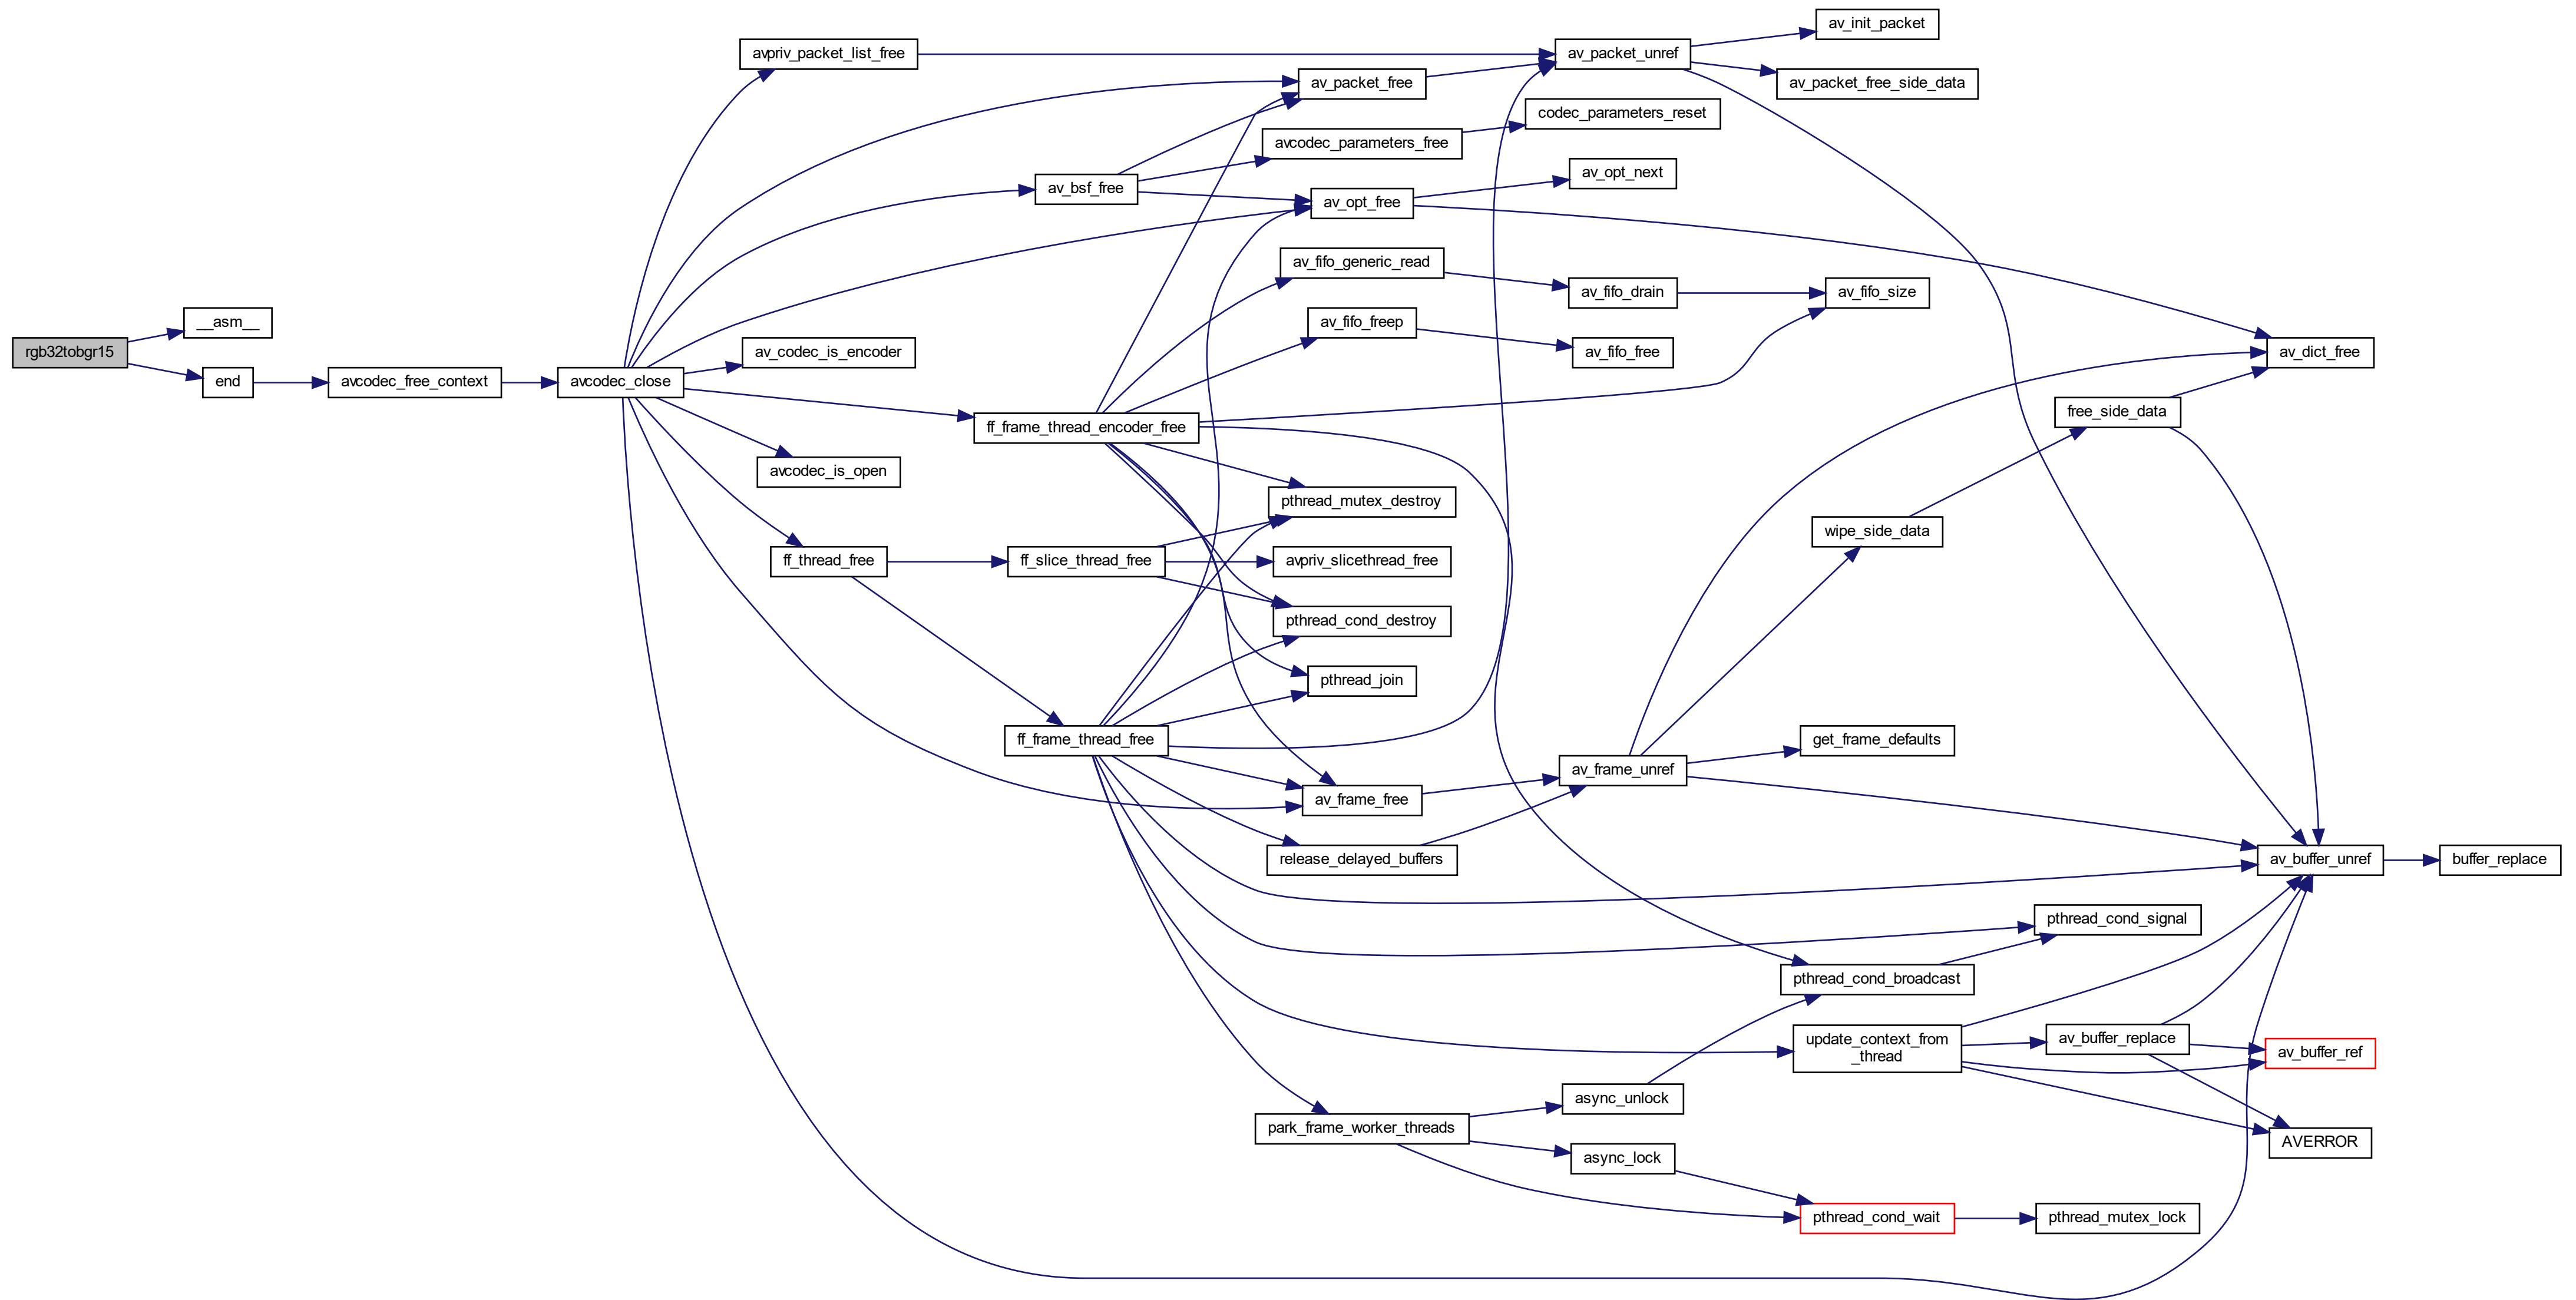 av_init_packet
avpriv_packet_list_free
av_packet_unref
av_packet_free
av_packet_free_side_data
codec_parameters_reset
avcodec_parameters_free
av_opt_next
av_bsf_free
av_opt_free
av_fifo_generic_read
av_fifo_drain
av_fifo_size
__asm__
av_fifo_freep
rgb32tobgr15
av_codec_is_encoder
av_fifo_free
av_dict_free
end
avcodec_free_context
avcodec_close
free_side_data
ff_frame_thread_encoder_free
avcodec_is_open
pthread_mutex_destroy
wipe_side_data
ff_thread_free
ff_slice_thread_free
avpriv_slicethread_free
pthread_cond_destroy
pthread_join
ff_frame_thread_free
get_frame_defaults
av_frame_unref
av_frame_free
release_delayed_buffers
av_buffer_unref
buffer_replace
pthread_cond_signal
pthread_cond_broadcast
update_context_from
_thread
av_buffer_replace
av_buffer_ref
async_unlock
park_frame_worker_threads
AVERROR
async_lock
pthread_cond_wait
pthread_mutex_lock